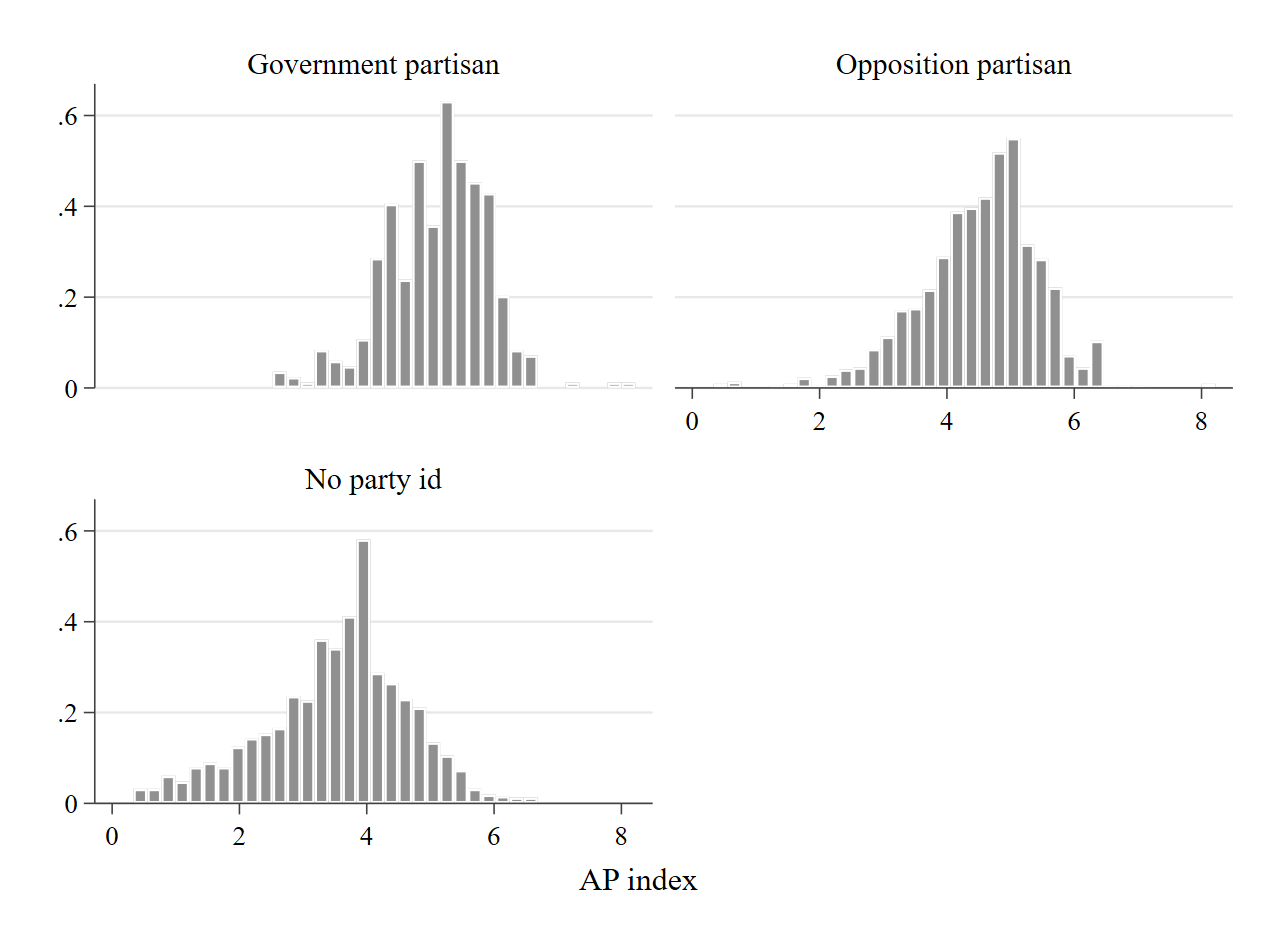 Government partisan
Opposition partisan
.6
.4
.2
0
0 2 4 6 8
No party id
.6
.4
.2
0
0 2 4 6 8
AP index